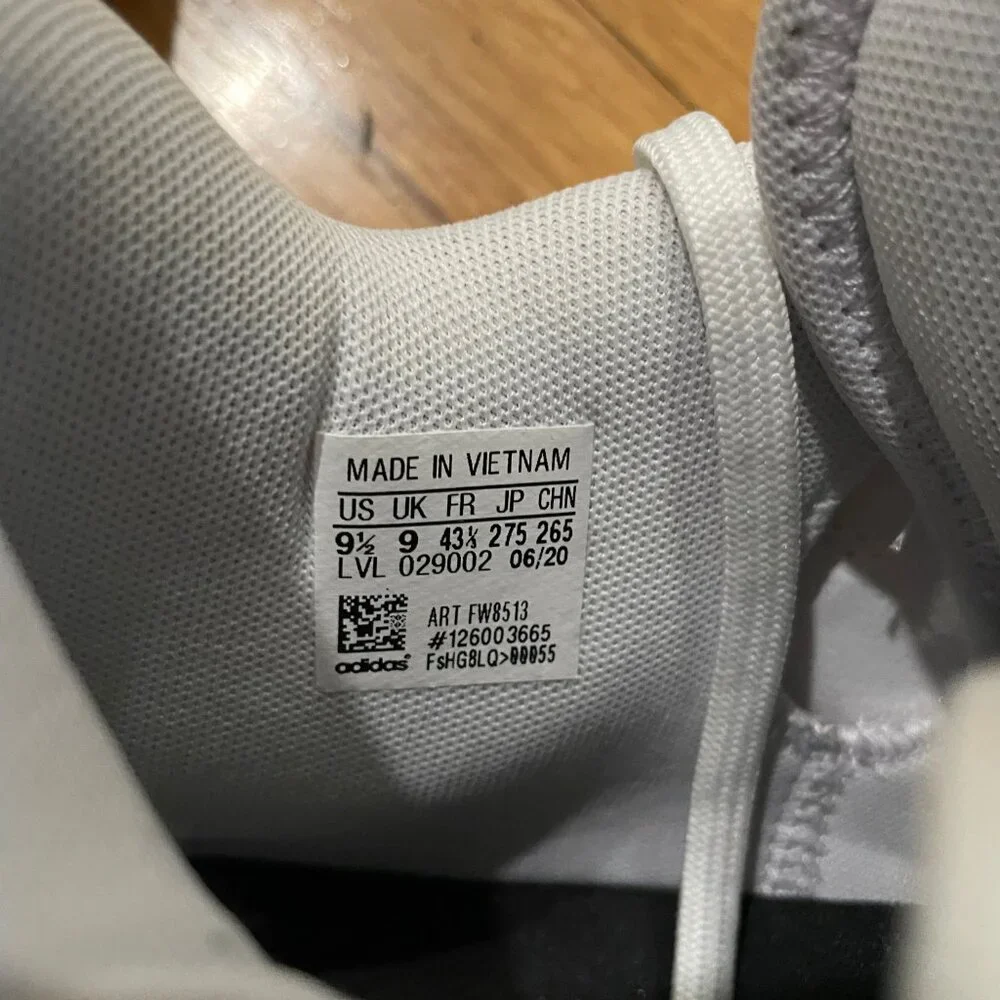 MADE IN VIETNAM
US UK FR JP CHN
9½ 9 43⅓ 275 265
LVL 029002 06/20
ART FW8513
#126003665
adidas® FsHG8LQ>00055